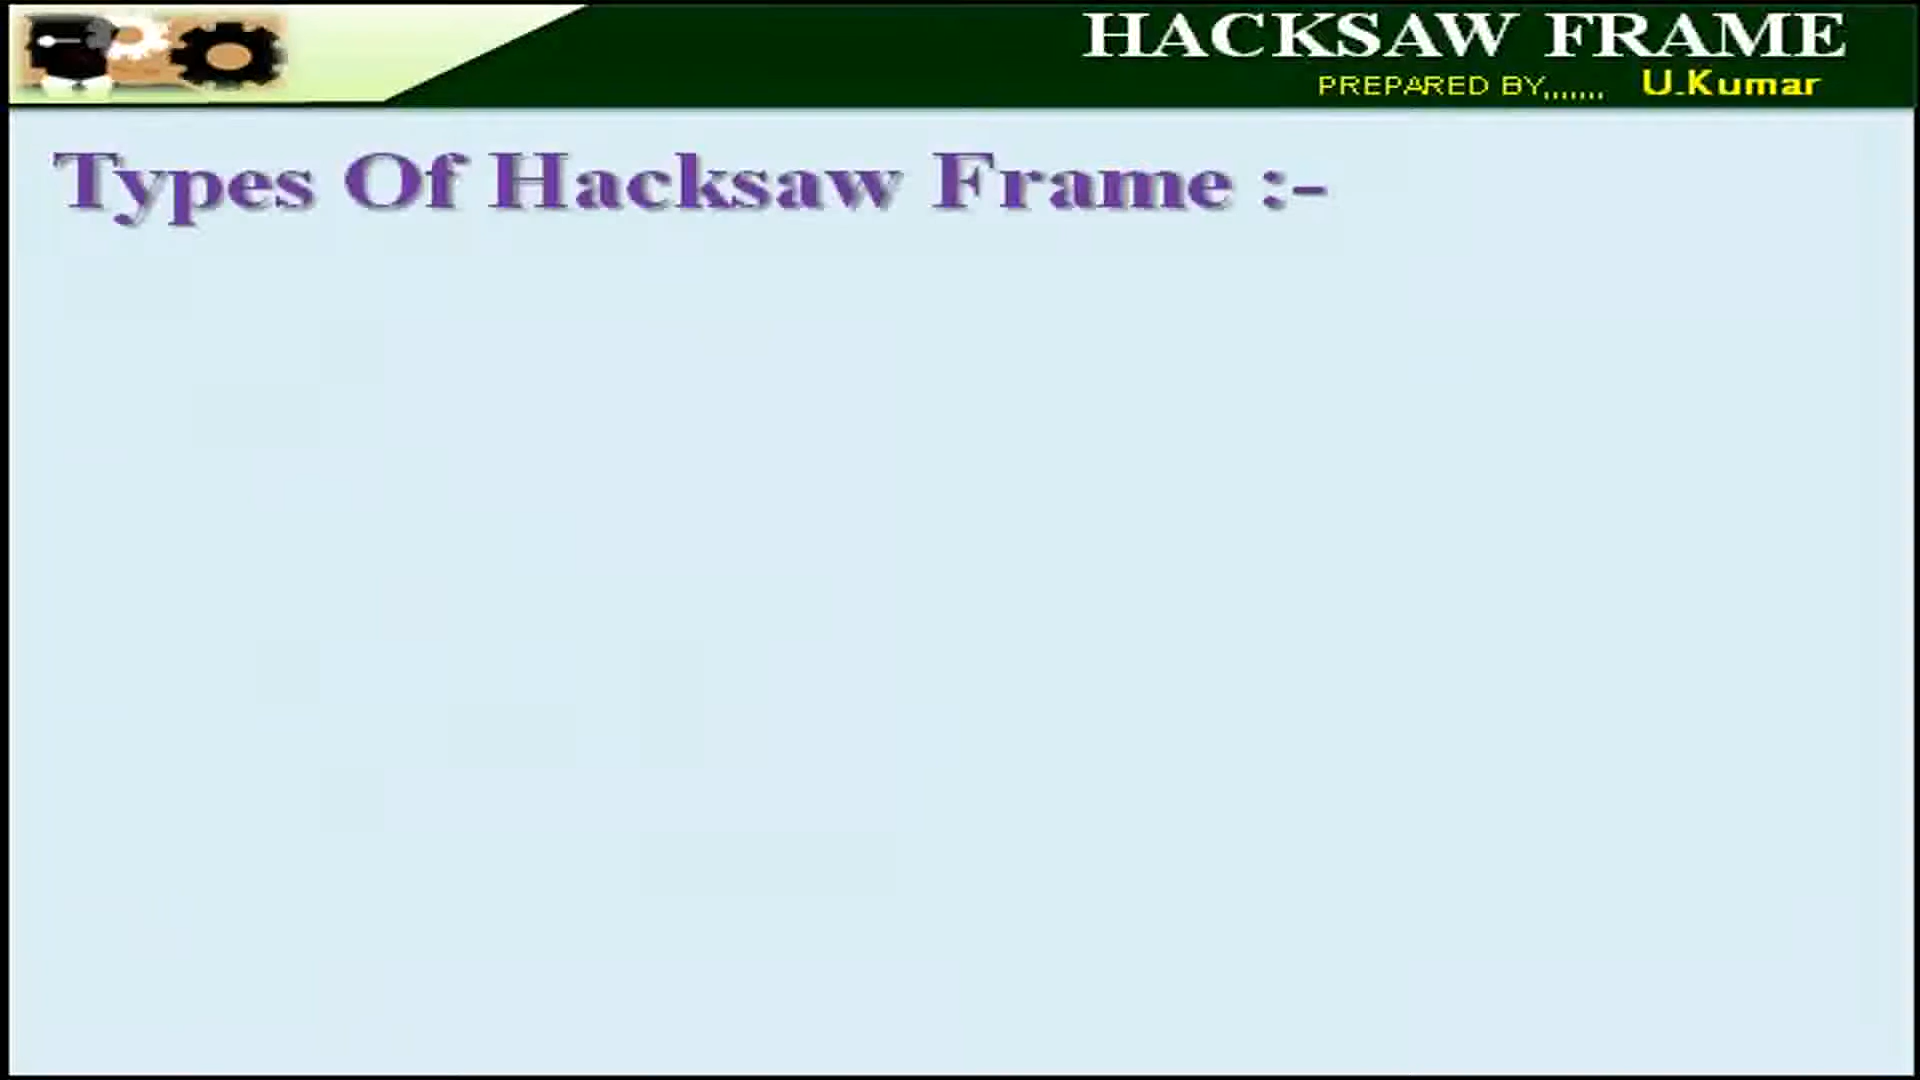 HACKSAW FRAME
PREPARED BY,...... U.Kumar
Types Of Hacksaw Frame :-